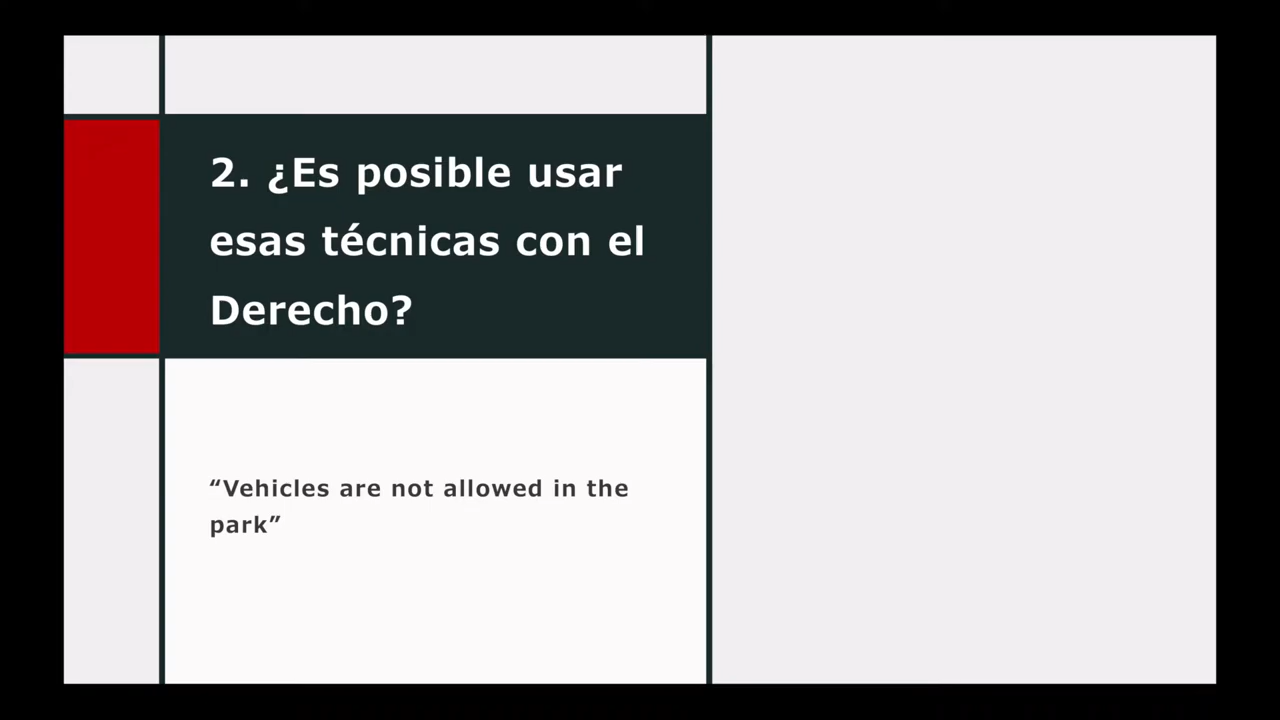 2. ¿Es posible usar
esas técnicas con el
Derecho?
“Vehicles are not allowed in the
park”